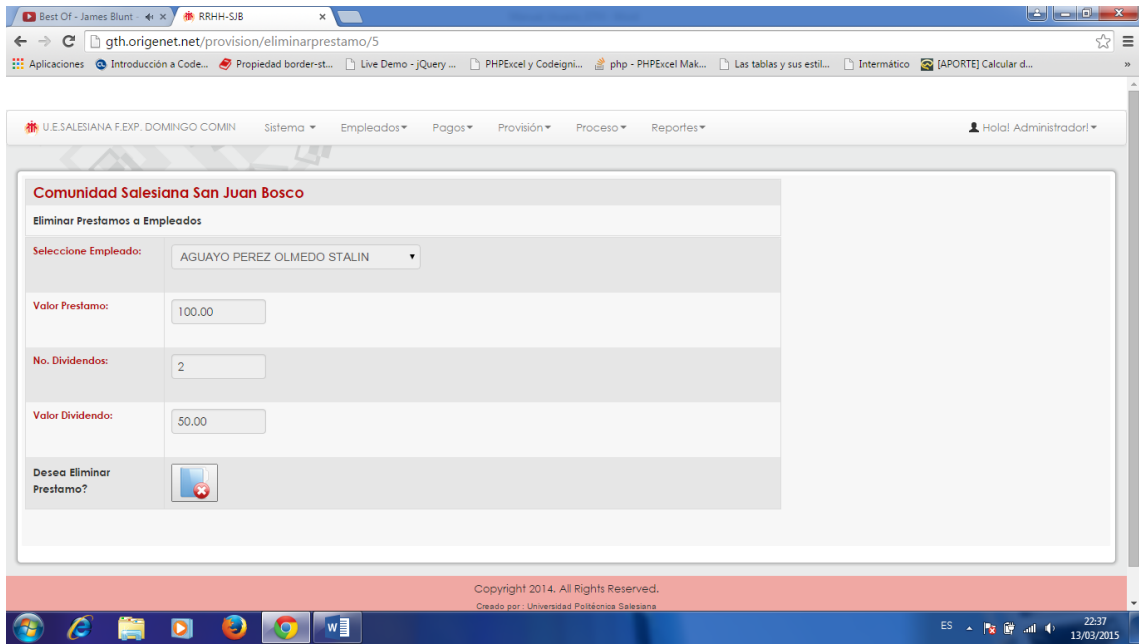 Best Of - James Blunt -
RRHH-SJB
gth.origenet.net/provision/eliminarprestamo/5
Aplicaciones Introducción a Code... Propiedad border-st... Live Demo - jQuery ... PHPExcel y Codeigni... php - PHPExcel Mak... Las tablas y sus estil... Intermático [APORTE] Calcular d... »
U.E.SALESIANA F.EXP. DOMINGO COMIN Sistema Empleados Pagos Provisión Proceso Reportes Hola! Administrador!
Comunidad Salesiana San Juan Bosco
Eliminar Prestamos a Empleados
Seleccione Empleado: AGUAYO PEREZ OLMEDO STALIN
Valor Prestamo: 100.00
No. Dividendos: 2
Valor Dividendo: 50.00
Desea Eliminar
Prestamo?
Copyright 2014. All Rights Reserved.
Creado por : Universidad Politécnica Salesiana
ES 22:37
13/03/2015